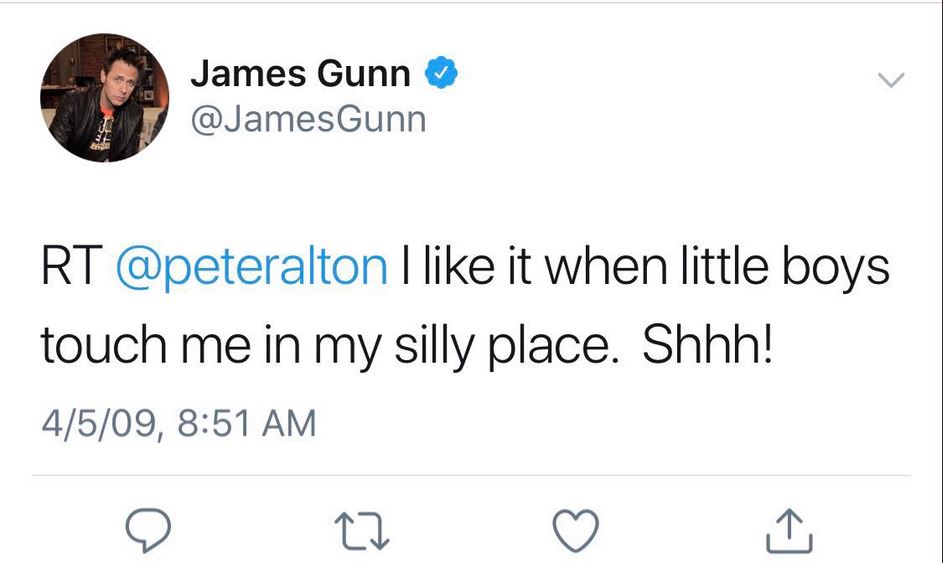 James Gunn
@JamesGunn
RT @peteralton I like it when little boys
touch me in my silly place.  Shhh!
4/5/09, 8:51 AM